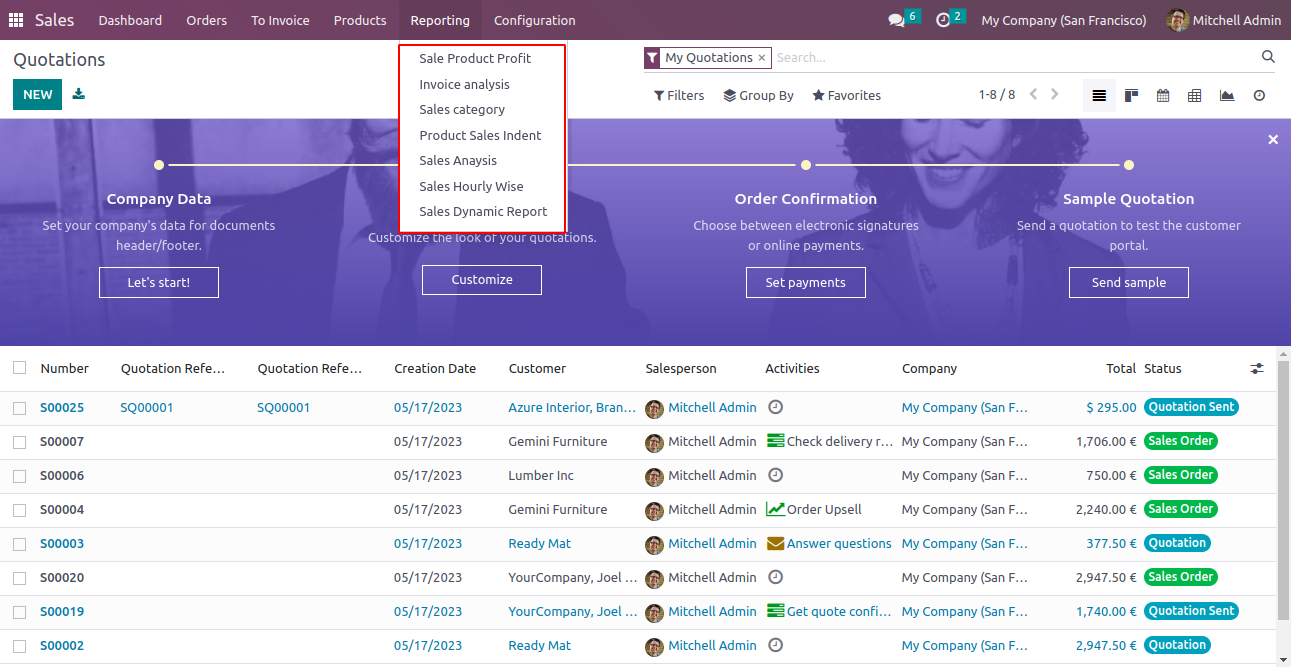 Sales Dashboard Orders To Invoice Products Reporting Configuration 6 2 My Company (San Francisco) Mitchell Admin
Quotations
My Quotations × Search...
NEW
Filters Group By Favorites 1-8 / 8
Sale Product Profit
Invoice analysis
Sales category
Product Sales Indent
Sales Anaysis
Sales Hourly Wise
Sales Dynamic Report
Company Data
Set your company's data for documents
header/footer.
Let's start!
Customize the look of your quotations.
Customize
Order Confirmation
Choose between electronic signatures
or online payments.
Set payments
Sample Quotation
Send a quotation to test the customer
portal.
Send sample
Number Quotation Refe... Quotation Refe... Creation Date Customer Salesperson Activities Company Total Status
S00025 SQ00001 SQ00001 05/17/2023 Azure Interior, Bran... Mitchell Admin My Company (San F... $ 295.00 Quotation Sent
S00007 05/17/2023 Gemini Furniture Mitchell Admin Check delivery r... My Company (San F... 1,706.00 € Sales Order
S00006 05/17/2023 Lumber Inc Mitchell Admin My Company (San F... 750.00 € Sales Order
S00004 05/17/2023 Gemini Furniture Mitchell Admin Order Upsell My Company (San F... 2,240.00 € Sales Order
S00003 05/17/2023 Ready Mat Mitchell Admin Answer questions My Company (San F... 377.50 € Quotation
S00020 05/17/2023 YourCompany, Joel ... Mitchell Admin My Company (San F... 2,947.50 € Sales Order
S00019 05/17/2023 YourCompany, Joel ... Mitchell Admin Get quote confi... My Company (San F... 1,740.00 € Quotation Sent
S00002 05/17/2023 Ready Mat Mitchell Admin My Company (San F... 2,947.50 € Quotation